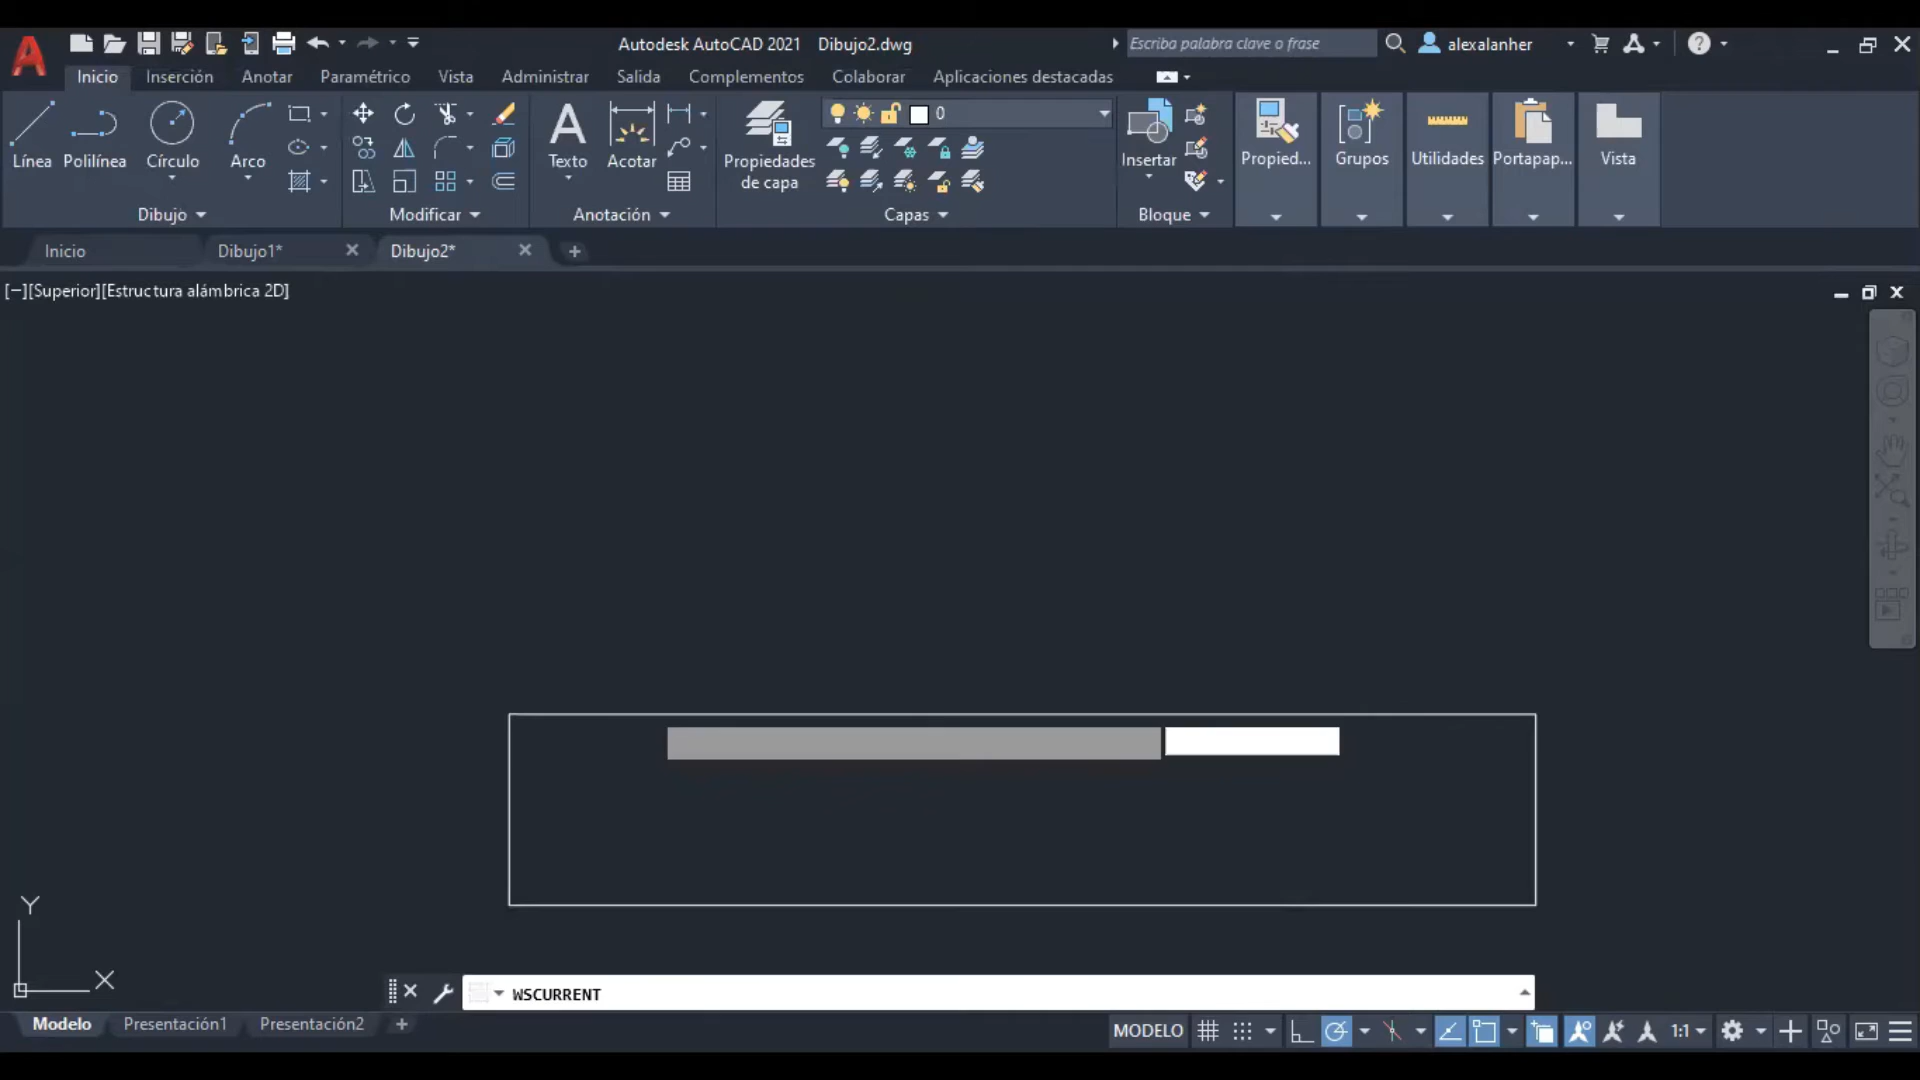 Autodesk AutoCAD 2021 Dibujo2.dwg
Escriba palabra clave o frase
alexalanher
Inicio Inserción Anotar Paramétrico Vista Administrar Salida Complementos Colaborar Aplicaciones destacadas
0
Línea Polilínea Círculo Arco
Texto Acotar
Propiedades de capa
Insertar
Propied... Grupos Utilidades Portapap... Vista
Dibujo Modificar Anotación Capas Bloque
Inicio Dibujo1* Dibujo2*
[−][Superior][Estructura alámbrica 2D]
Y
X
WSCURRENT
Modelo Presentación1 Presentación2
MODELO 1:1